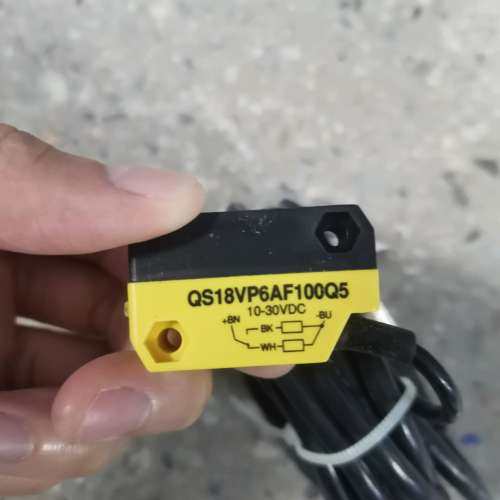 QS18VP6AF100Q5
10-30VDC
+BN -BU
BK
WH